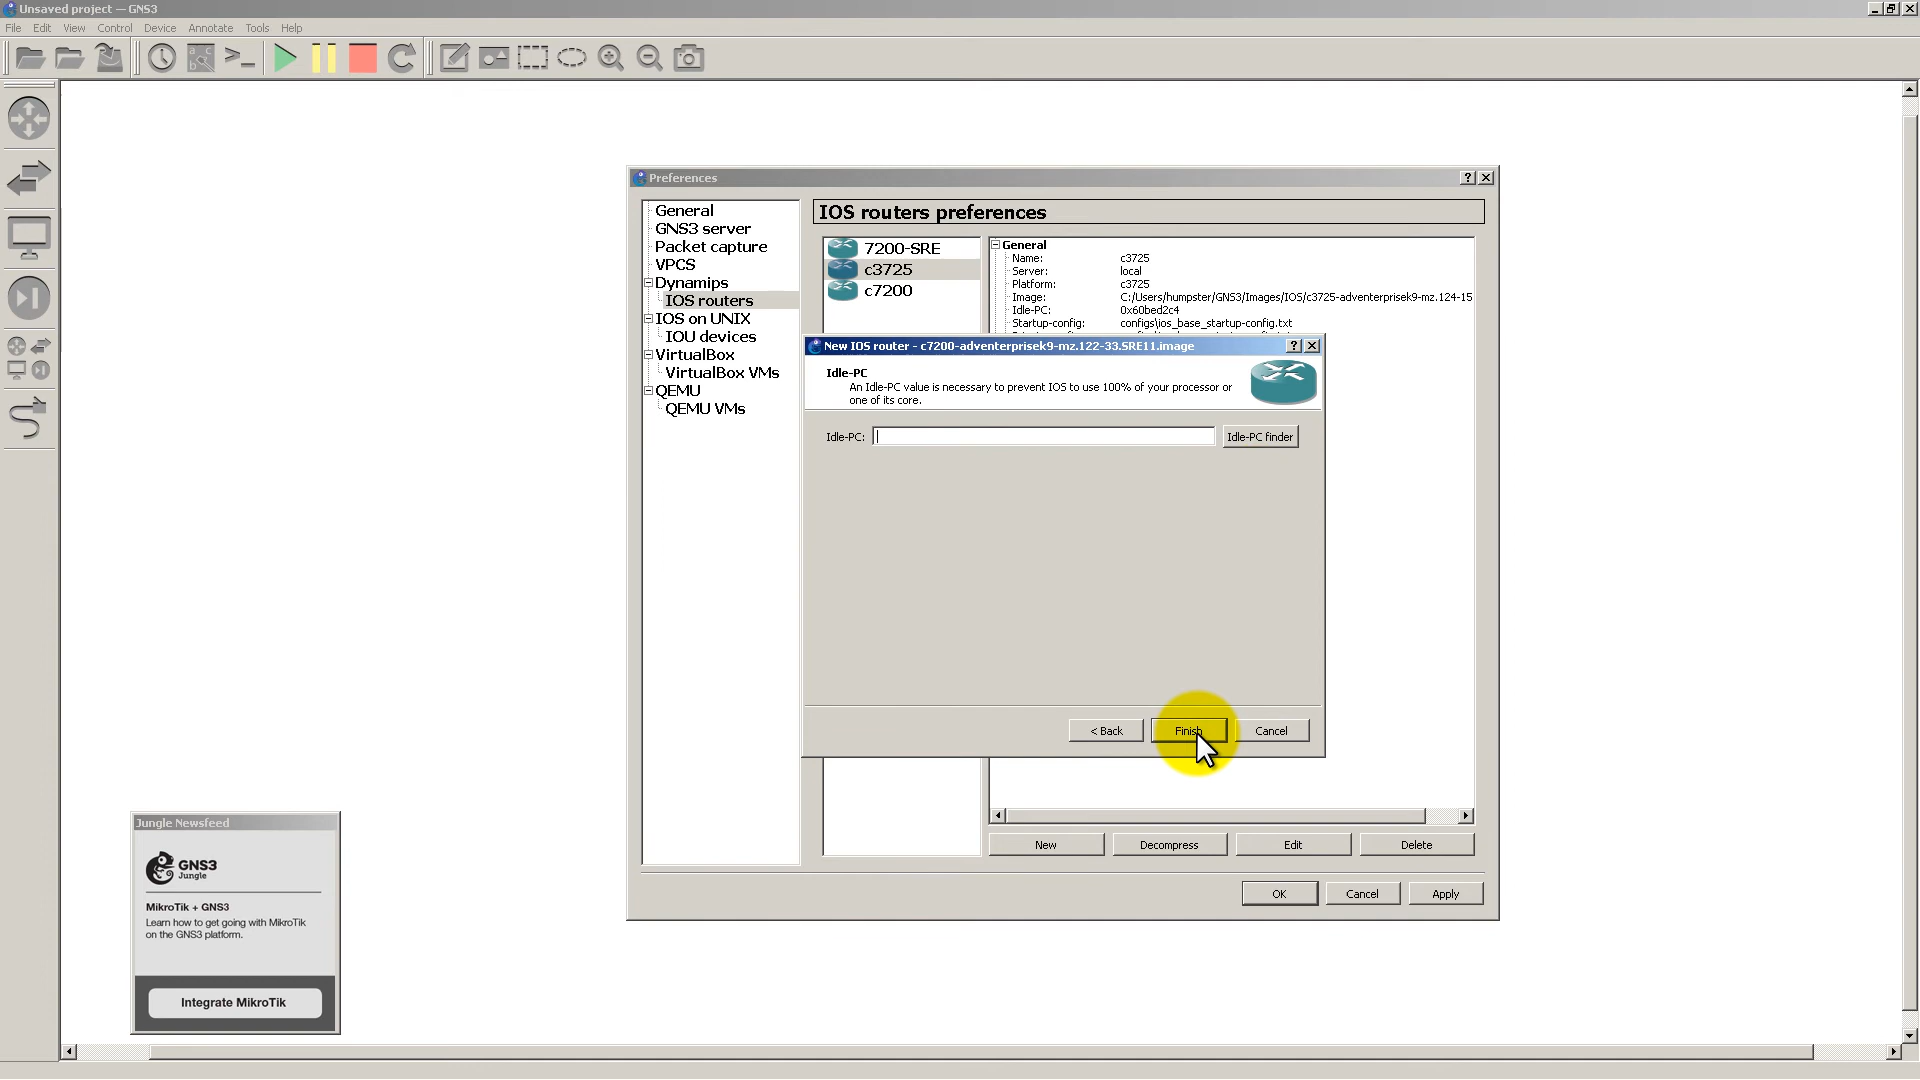 Unsaved project — GNS3
File Edit View Control Device Annotate Tools Help
Preferences
General
GNS3 server
Packet capture
VPCS
Dynamips
IOS routers
IOS on UNIX
IOU devices
VirtualBox
VirtualBox VMs
QEMU
QEMU VMs
IOS routers preferences
7200-SRE
c3725
c7200
General
Name: c3725
Server: local
Platform: c3725
Image: C:/Users/humpster/GNS3/Images/IOS/c3725-adventerprisek9-mz.124-15
Idle-PC: 0x60bed2c4
Startup-config: configs\ios_base_startup-config.txt
New IOS router - c7200-adventerprisek9-mz.122-33.SRE11.image
Idle-PC
An Idle-PC value is necessary to prevent IOS to use 100% of your processor or
one of its core.
Idle-PC:
Idle-PC finder
< Back
Finish
Cancel
New
Decompress
Edit
Delete
OK
Cancel
Apply
Jungle Newsfeed
GNS3
Jungle
MikroTik + GNS3
Learn how to get going with MikroTik
on the GNS3 platform.
Integrate MikroTik